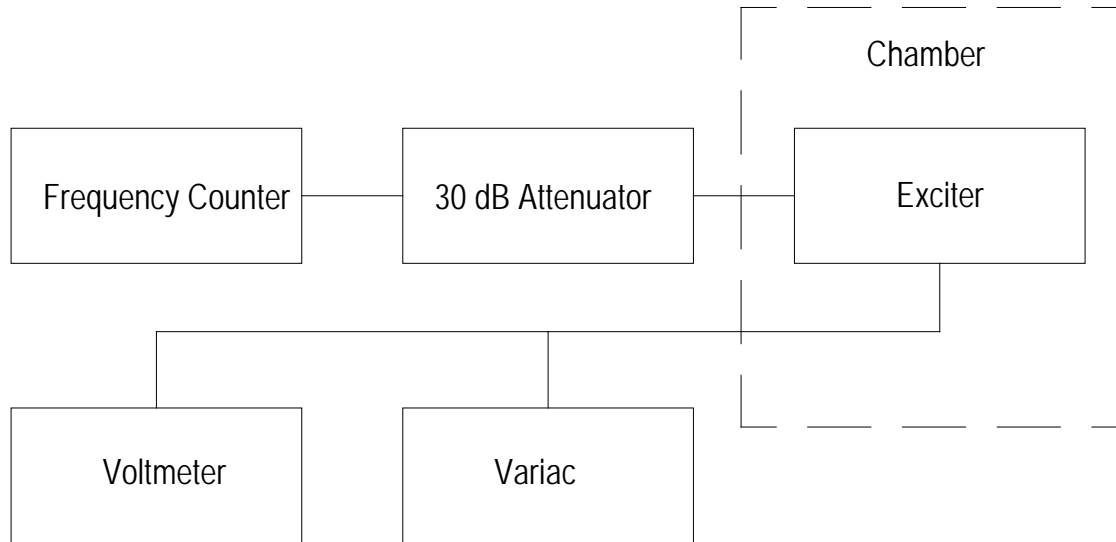 Chamber
Frequency Counter
30 dB Attenuator
Exciter
Voltmeter
Variac